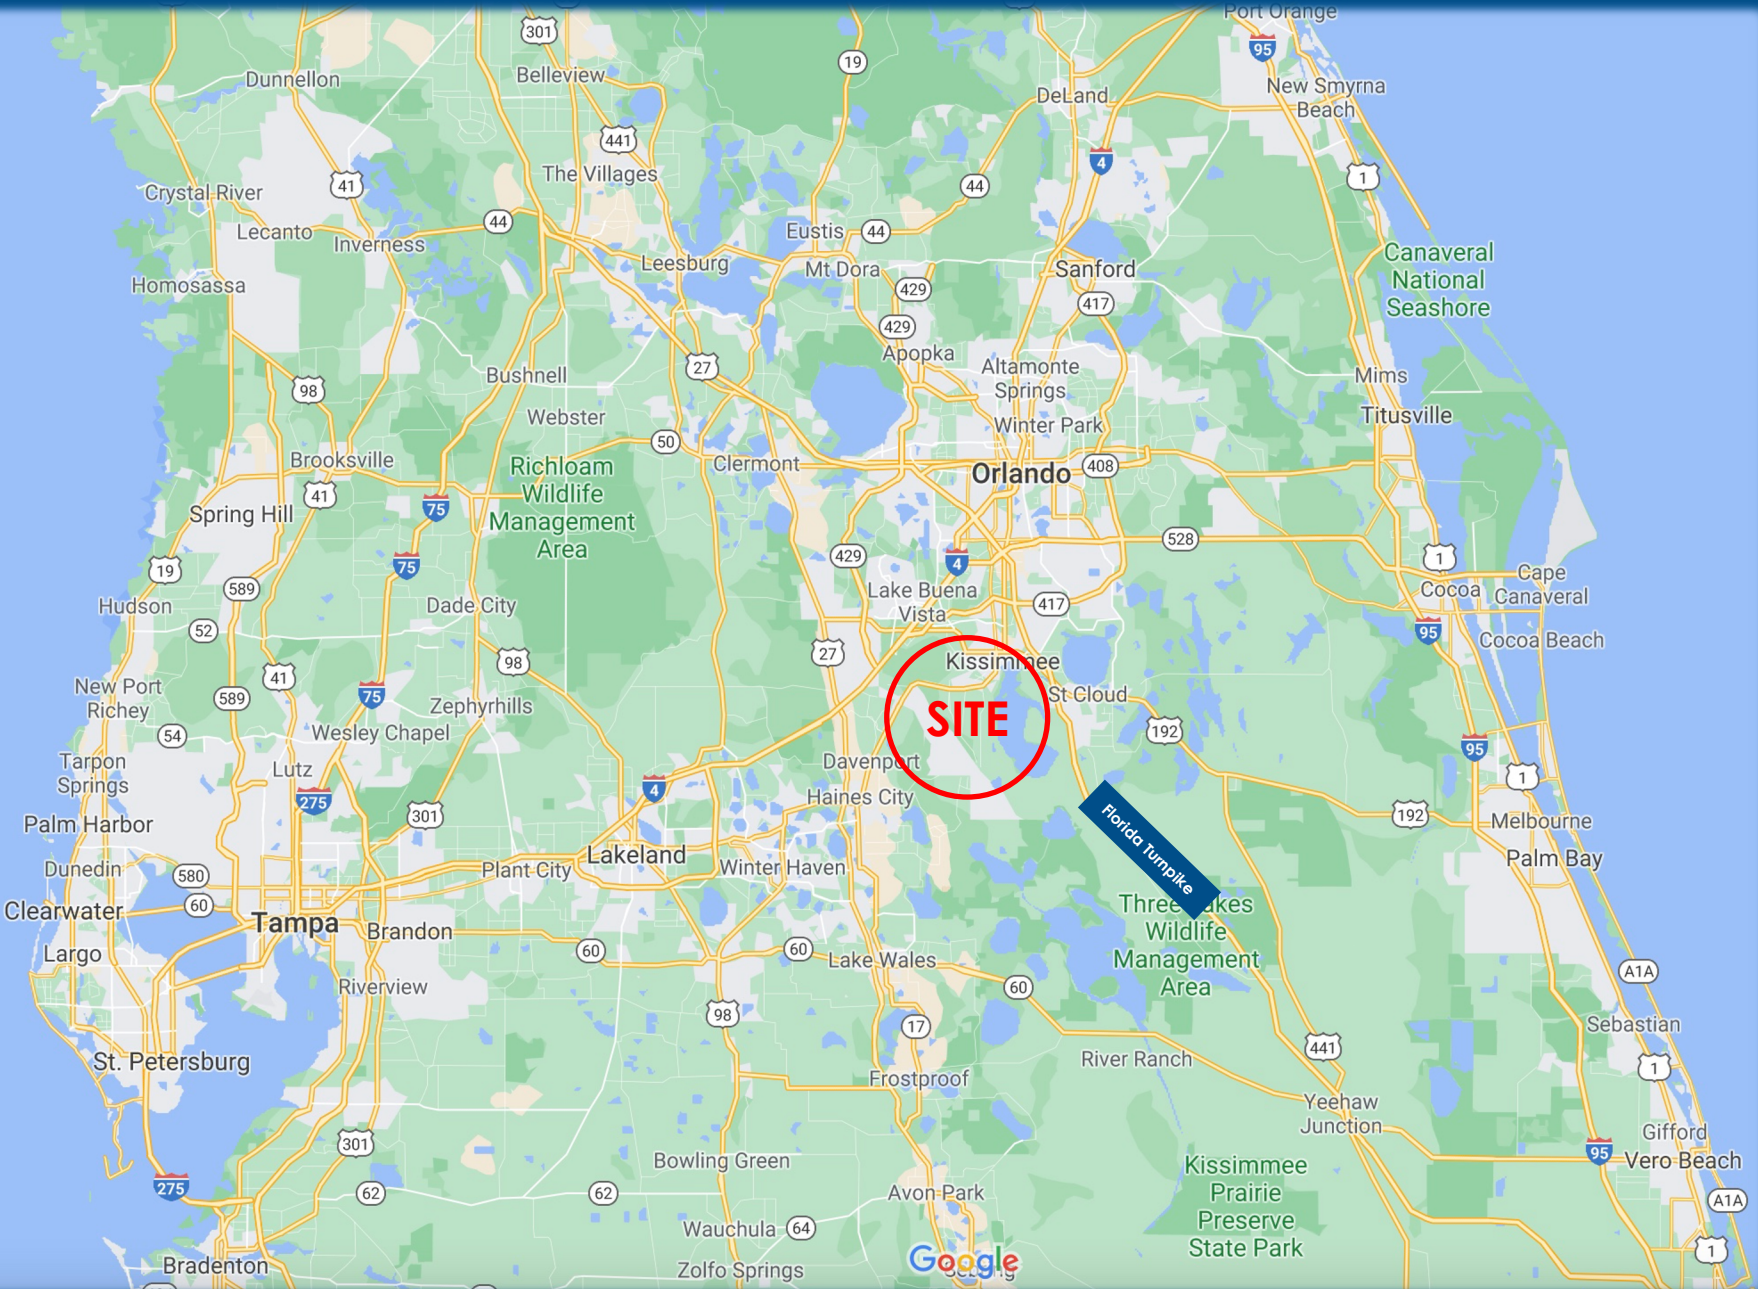 Port Orange
301
95
19
Dunnellon
Belleview
New Smyrna
Beach
DeLand
441
4
The Villages
1
41
44
Crystal River
44
Lecanto
Inverness
Eustis
44
Canaveral
National
Seashore
Leesburg
Mt Dora
Sanford
Homosassa
429
417
429
Apopka
27
Altamonte
Springs
Bushnell
Mims
98
Webster
Titusville
Winter Park
50
Brooksville
Clermont
Orlando
408
Richloam
Wildlife
Management
Area
41
75
Spring Hill
528
429
4
1
19
75
Cape
Canaveral
589
Lake Buena
Vista
Cocoa
Hudson
Dade City
417
52
95
Cocoa Beach
27
98
Kissimmee
41
New Port
Richey
75
589
St Cloud
Zephyrhills
SITE
192
Wesley Chapel
54
95
Tarpon
Springs
Lutz
Davenport
1
4
275
Haines City
301
192
Palm Harbor
Melbourne
Florida Turnpike
Lakeland
Palm Bay
Dunedin
Plant City
Winter Haven
580
60
Clearwater
Three Lakes
Wildlife
Management
Area
Tampa
Brandon
Largo
60
60
Lake Wales
A1A
Riverview
60
98
17
Sebastian
St. Petersburg
441
River Ranch
1
Frostproof
Yeehaw
Junction
301
Gifford
95
Vero Beach
Bowling Green
Kissimmee
Prairie
Preserve
State Park
275
62
62
Avon Park
A1A
Wauchula
64
1
Bradenton
Zolfo Springs
Google